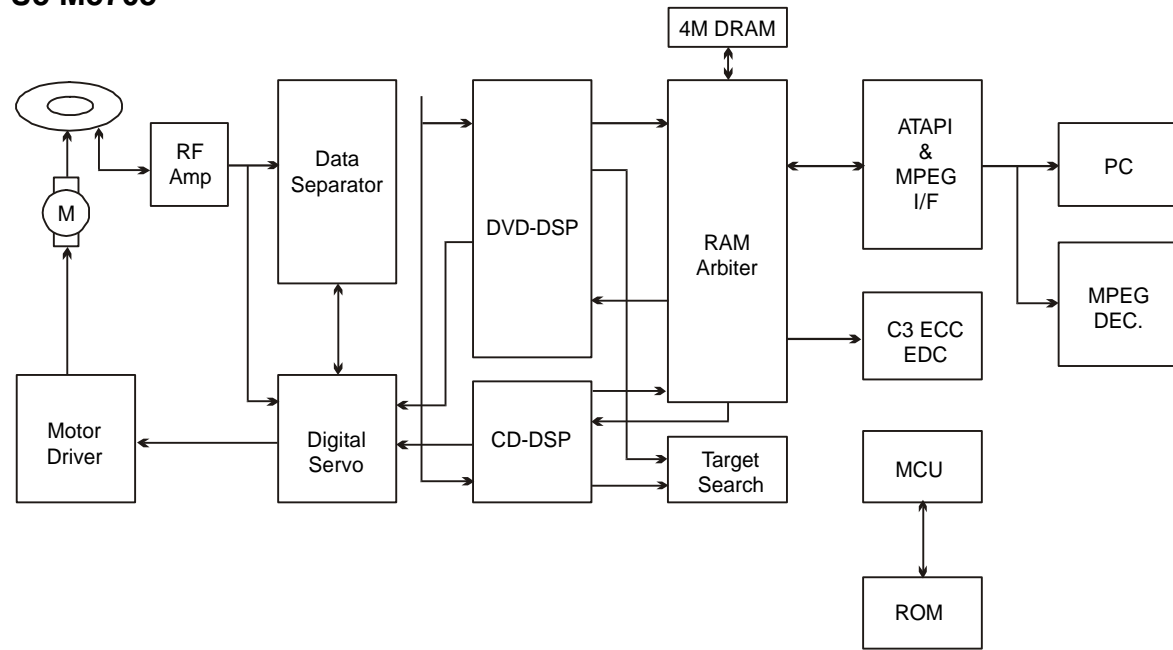 4M DRAM
RF
Amp
Data
Separator
DVD-DSP
RAM
Arbiter
ATAPI
&
MPEG
I/F
PC
M
MPEG
DEC.
C3 ECC
EDC
Motor
Driver
Digital
Servo
CD-DSP
Target
Search
MCU
ROM